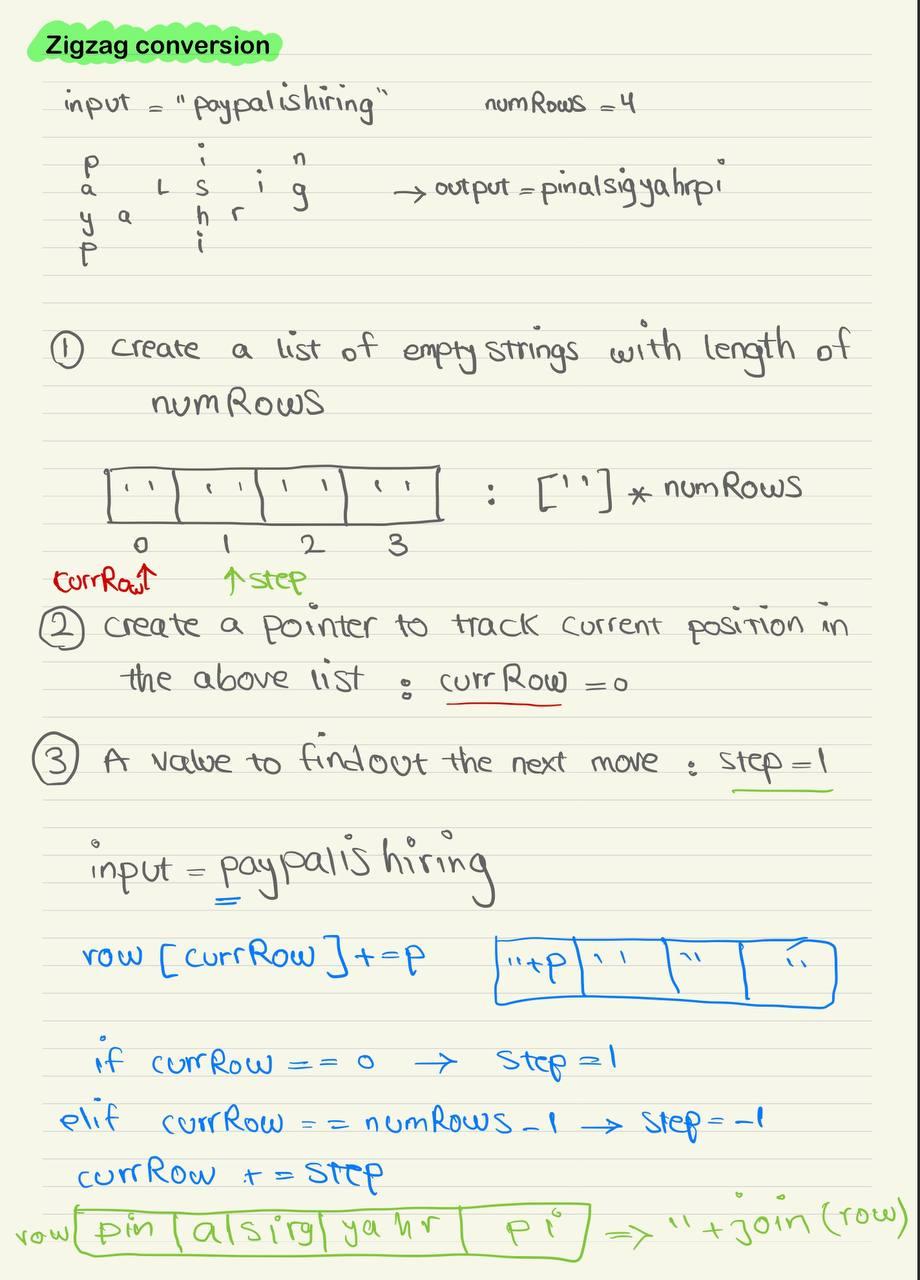 Zigzag conversion
input = "paypalishiring" numRows = 4
p i n
a L s i g → output = pinalsigyahrpi
y a h r
p i
① create a list of empty strings with length of
numRows
'' '' '' '' : [''] * numRows
0 1 2 3
currRow↑ ↑step
② create a pointer to track current position in
the above list : currRow = 0
③ A value to findout the next move : step = 1
input = paypalishiring
row [currRow] += p ''+p '' '' ''
if currRow == 0 → step = 1
elif currRow == numRows - 1 → step = -1
currRow += step
row pin | alsirg | yahr | pi ⇒ '' + join (row)